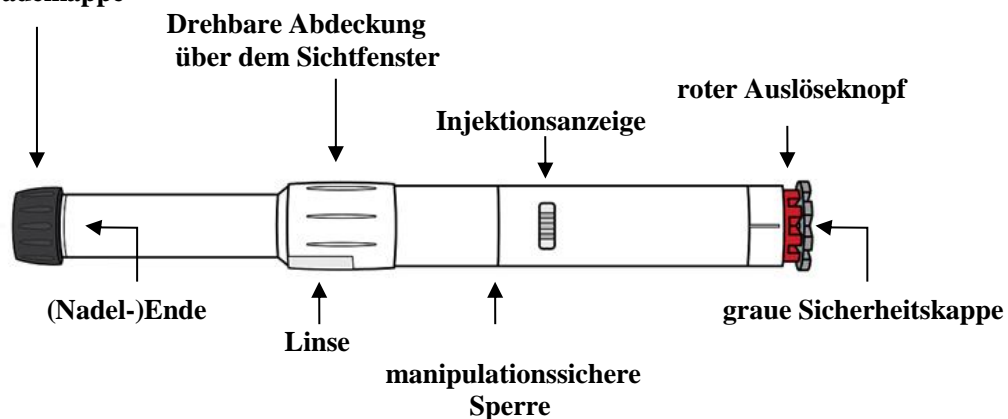 Drehbare Abdeckung
über dem Sichtfenster
roter Auslöseknopf
Injektionsanzeige
(Nadel-)Ende
graue Sicherheitskappe
Linse
manipulationssichere
Sperre